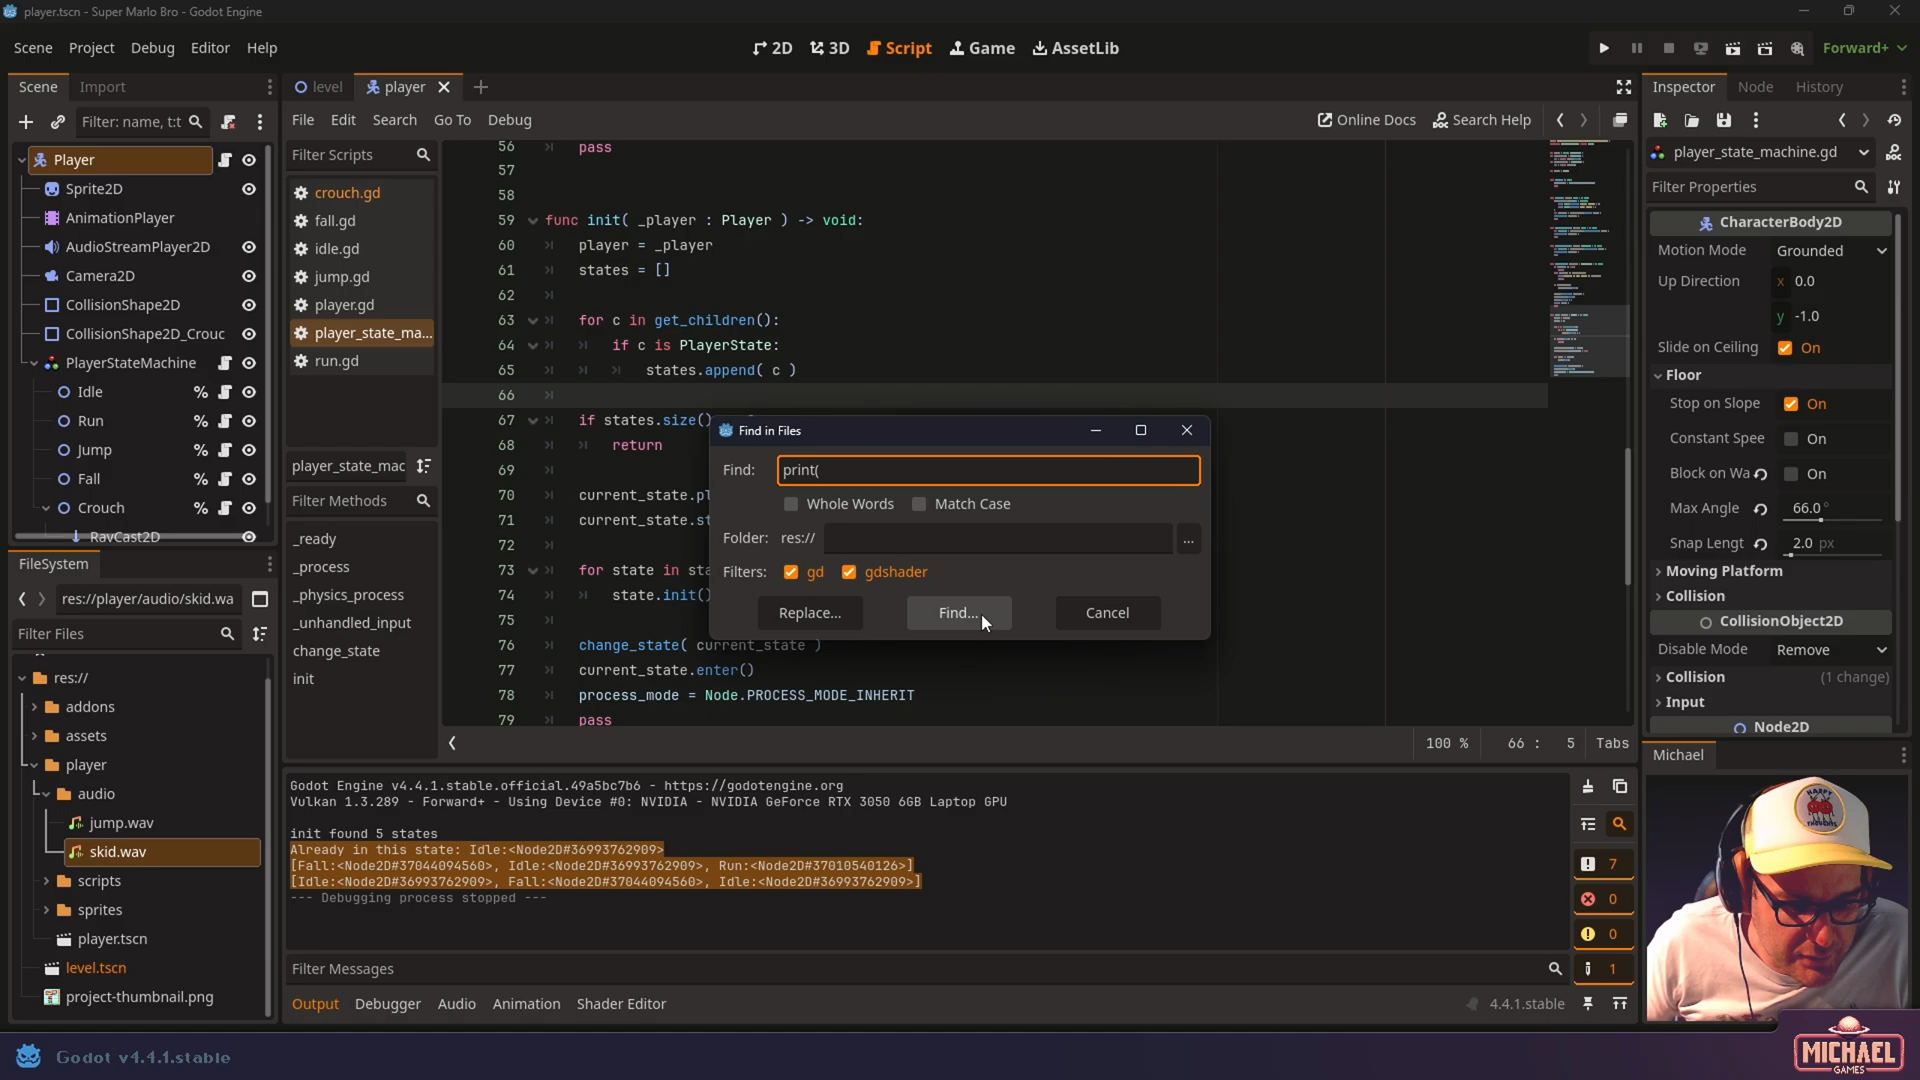 player.tscn - Super Marlo Bro - Godot Engine
Scene Project Debug Editor Help
2D 3D Script Game AssetLib
Forward+
Scene Import
Filter: name, t:t
Player
Sprite2D
AnimationPlayer
AudioStreamPlayer2D
Camera2D
CollisionShape2D
CollisionShape2D_Crouc
PlayerStateMachine
Idle %
Run %
Jump %
Fall %
Crouch %
RayCast2D
FileSystem
res://player/audio/skid.wa
Filter Files
res://
addons
assets
player
audio
jump.wav
skid.wav
scripts
sprites
player.tscn
level.tscn
project-thumbnail.png
level player
File Edit Search Go To Debug
Online Docs Search Help
Filter Scripts
crouch.gd
fall.gd
idle.gd
jump.gd
player.gd
player_state_ma...
run.gd
player_state_mac
Filter Methods
_ready
_process
_physics_process
_unhandled_input
change_state
init
56 pass
57
58
59 func init( _player : Player ) -> void:
60 player = _player
61 states = []
62
63 for c in get_children():
64 if c is PlayerState:
65 states.append( c )
66
67 if states.size()
68 return
69
70 current_state.pl
71 current_state.st
72
73 for state in sta
74 state.init()
75
76 change_state( current_state )
77 current_state.enter()
78 process_mode = Node.PROCESS_MODE_INHERIT
79 pass
100 % 66 : 5 Tabs
Find in Files
Find: print(
Whole Words Match Case
Folder: res:// ...
Filters: gd gdshader
Replace... Find... Cancel
Godot Engine v4.4.1.stable.official.49a5bc7b6 - https://godotengine.org
Vulkan 1.3.289 - Forward+ - Using Device #0: NVIDIA - NVIDIA GeForce RTX 3050 6GB Laptop GPU
init found 5 states
Already in this state: Idle:<Node2D#36993762909>
[Fall:<Node2D#37044094560>, Idle:<Node2D#36993762909>, Run:<Node2D#37010540126>]
[Idle:<Node2D#36993762909>, Fall:<Node2D#37044094560>, Idle:<Node2D#36993762909>]
--- Debugging process stopped ---
7
0
0
1
Filter Messages
Output Debugger Audio Animation Shader Editor
4.4.1.stable
Inspector Node History
player_state_machine.gd
Filter Properties
CharacterBody2D
Motion Mode Grounded
Up Direction x 0.0
y -1.0
Slide on Ceiling On
Floor
Stop on Slope On
Constant Spee On
Block on Wa On
Max Angle 66.0°
Snap Lengt 2.0 px
Moving Platform
Collision
CollisionObject2D
Disable Mode Remove
Collision (1 change)
Input
Node2D
Michael
HAPPY
THOUGHTS
MICHAEL
GAMES
Godot v4.4.1.stable